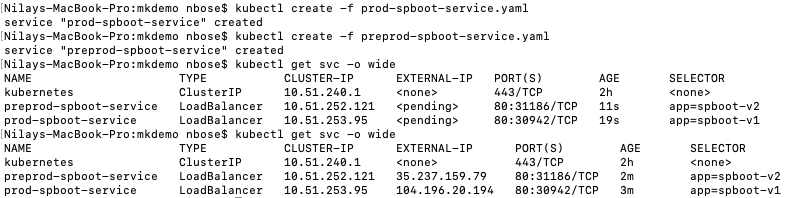 [Nilays-MacBook-Pro:mkdemo nbose$ kubectl create -f prod-spboot-service.yaml
service "prod-spboot-service" created
[Nilays-MacBook-Pro:mkdemo nbose$ kubectl create -f preprod-spboot-service.yaml
service "preprod-spboot-service" created
[Nilays-MacBook-Pro:mkdemo nbose$ kubectl get svc -o wide
NAME TYPE CLUSTER-IP EXTERNAL-IP PORT(S) AGE SELECTOR
kubernetes ClusterIP 10.51.240.1 <none> 443/TCP 2h <none>
preprod-spboot-service LoadBalancer 10.51.252.121 <pending> 80:31186/TCP 11s app=spboot-v2
prod-spboot-service LoadBalancer 10.51.253.95 <pending> 80:30942/TCP 19s app=spboot-v1
[Nilays-MacBook-Pro:mkdemo nbose$ kubectl get svc -o wide
NAME TYPE CLUSTER-IP EXTERNAL-IP PORT(S) AGE SELECTOR
kubernetes ClusterIP 10.51.240.1 <none> 443/TCP 2h <none>
preprod-spboot-service LoadBalancer 10.51.252.121 35.237.159.79 80:31186/TCP 2m app=spboot-v2
prod-spboot-service LoadBalancer 10.51.253.95 104.196.20.194 80:30942/TCP 3m app=spboot-v1